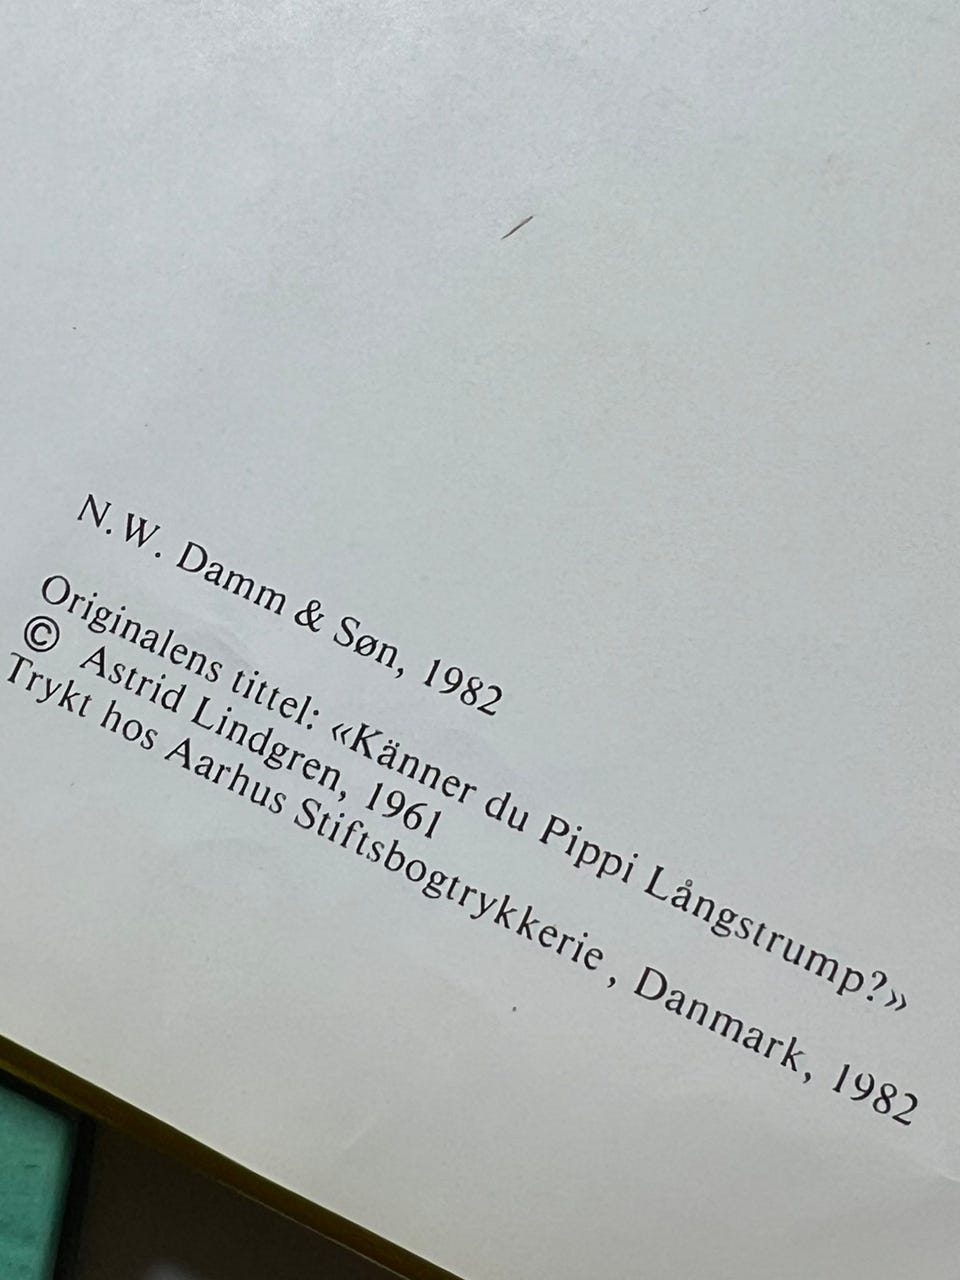 N. W. Damm & Søn, 1982
Originalens tittel: «Känner du Pippi Långstrump?»
© Astrid Lindgren, 1961
Trykt hos Aarhus Stiftsbogtrykkerie , Danmark, 1982